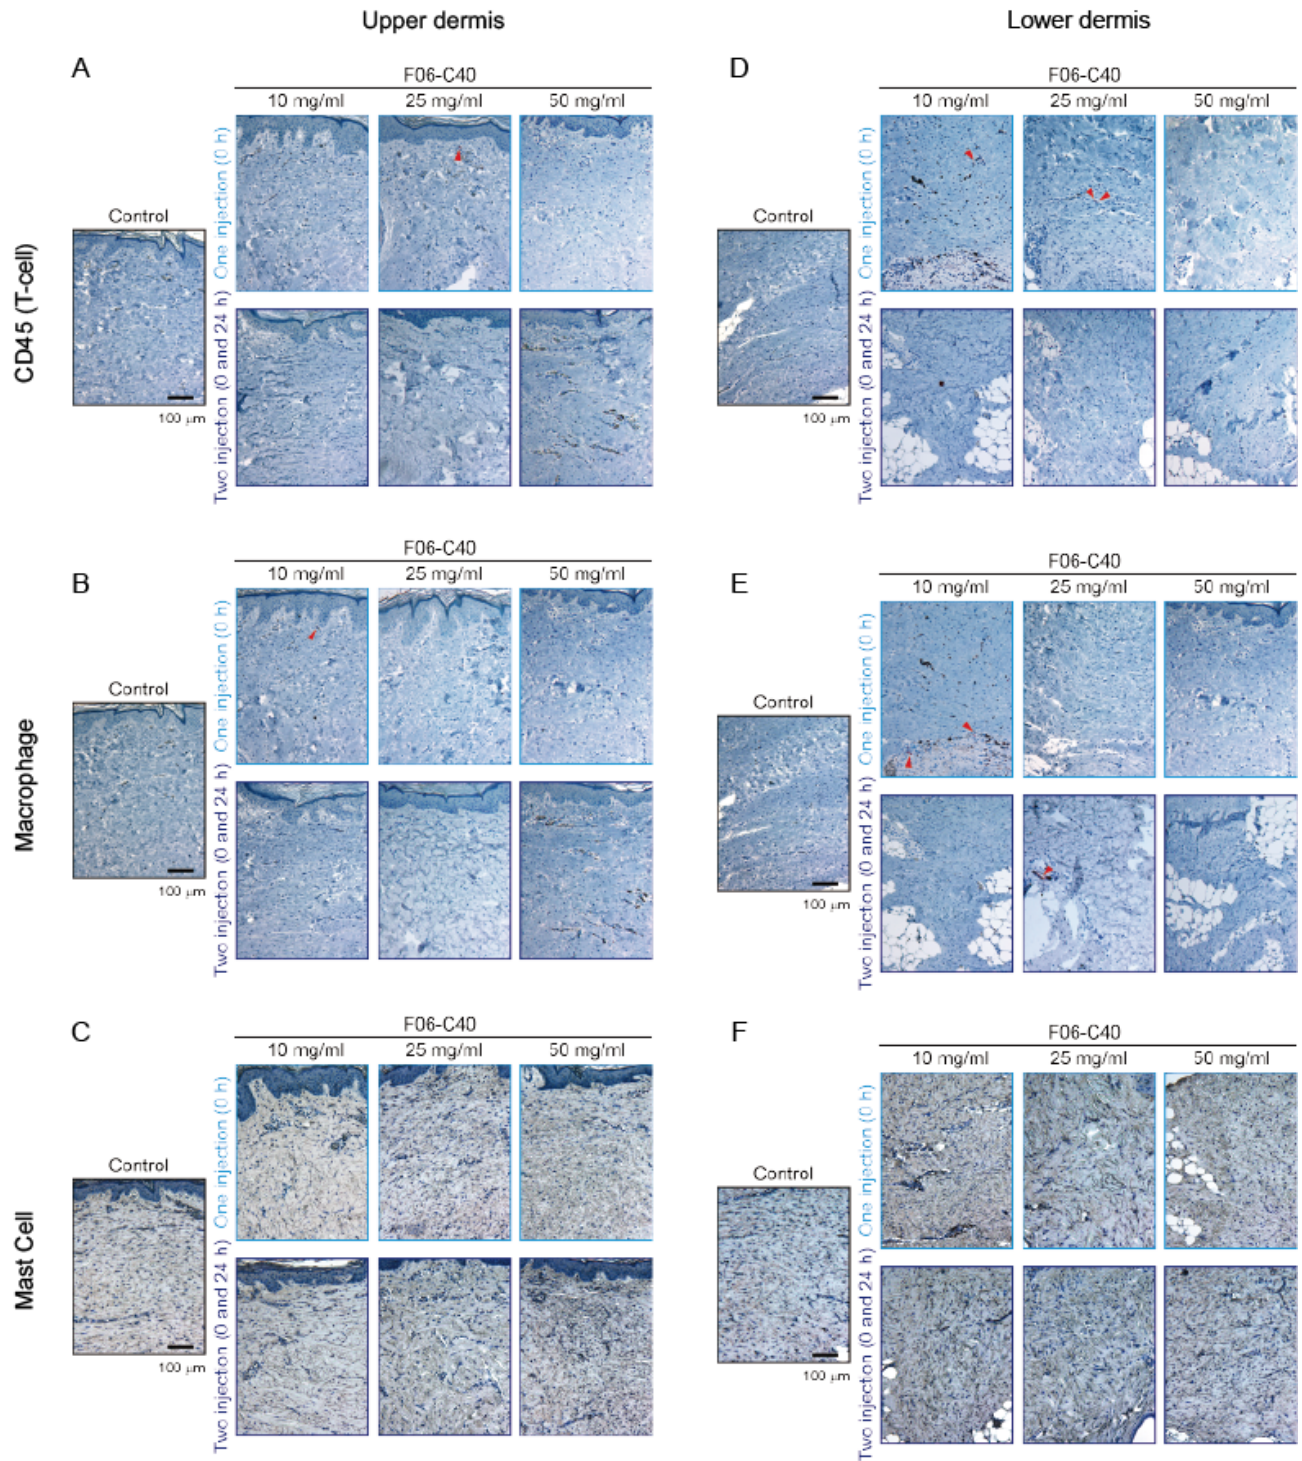 Upper dermis
Lower dermis
A
F06-C40
10 mg/ml
25 mg/ml
50 mg/ml
CD45 (T-cell)
Control
100 μm
One injection (0 h)
Two injection (0 and 24 h)
D
F06-C40
10 mg/ml
25 mg/ml
50 mg/ml
Control
100 μm
One injection (0 h)
Two injection (0 and 24 h)
B
F06-C40
10 mg/ml
25 mg/ml
50 mg/ml
Macrophage
Control
100 μm
One injection (0 h)
Two injection (0 and 24 h)
E
F06-C40
10 mg/ml
25 mg/ml
50 mg/ml
Control
100 μm
One injection (0 h)
Two injection (0 and 24 h)
C
F06-C40
10 mg/ml
25 mg/ml
50 mg/ml
Mast Cell
Control
100 μm
One injection (0 h)
Two injection (0 and 24 h)
F
F06-C40
10 mg/ml
25 mg/ml
50 mg/ml
Control
100 μm
One injection (0 h)
Two injection (0 and 24 h)